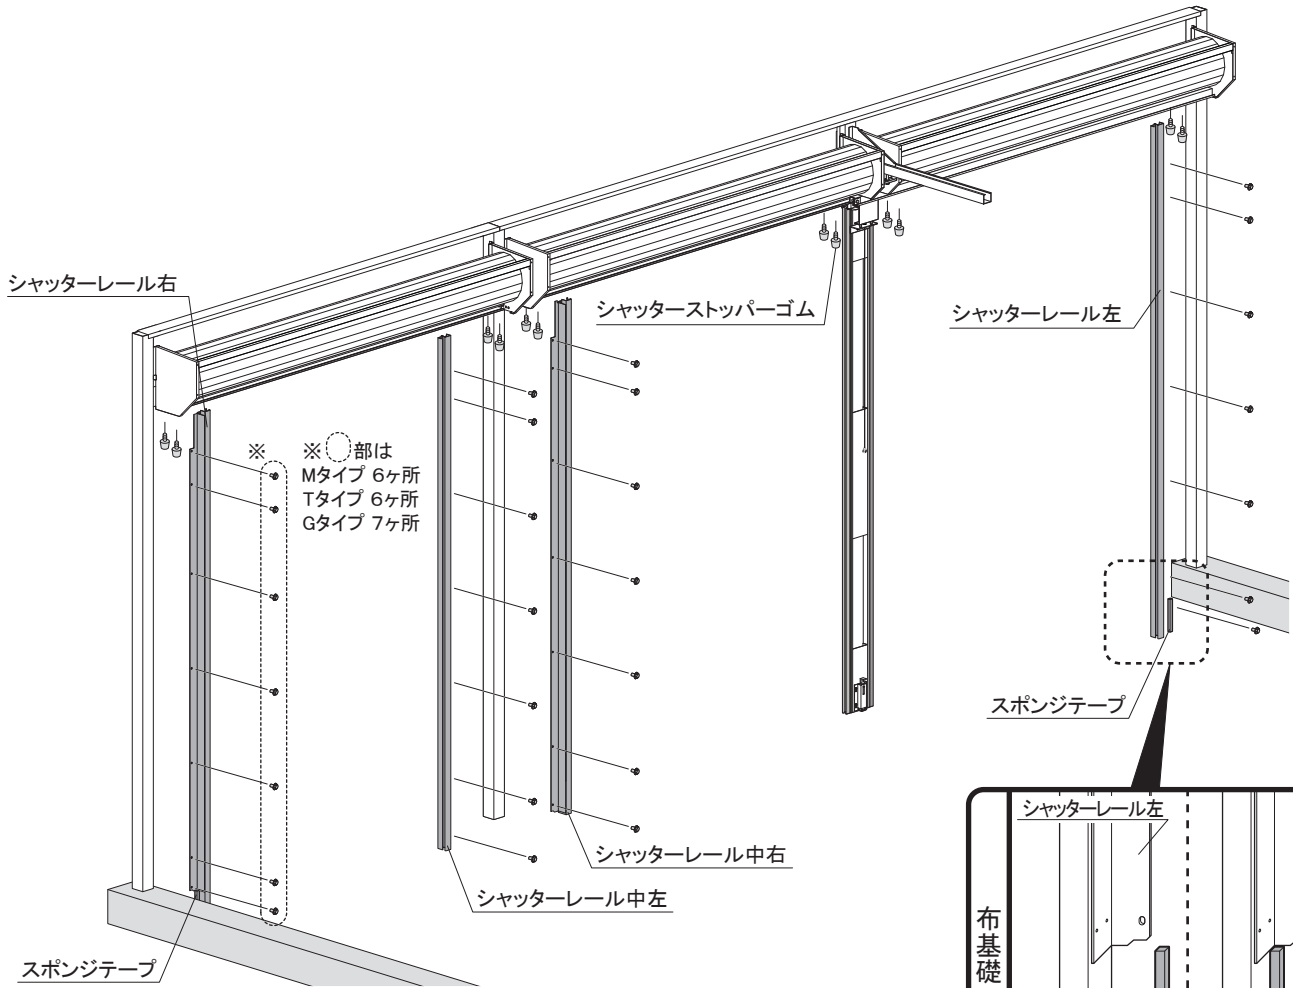 シャッターレール右
シャッターストッパーゴム
シャッターレール左
※
※ 部は
Mタイプ 6ヶ所
Tタイプ 6ヶ所
Gタイプ 7ヶ所
スポンジテープ
シャッターレール中右
シャッターレール中左
スポンジテープ
シャッターレール左
布基礎